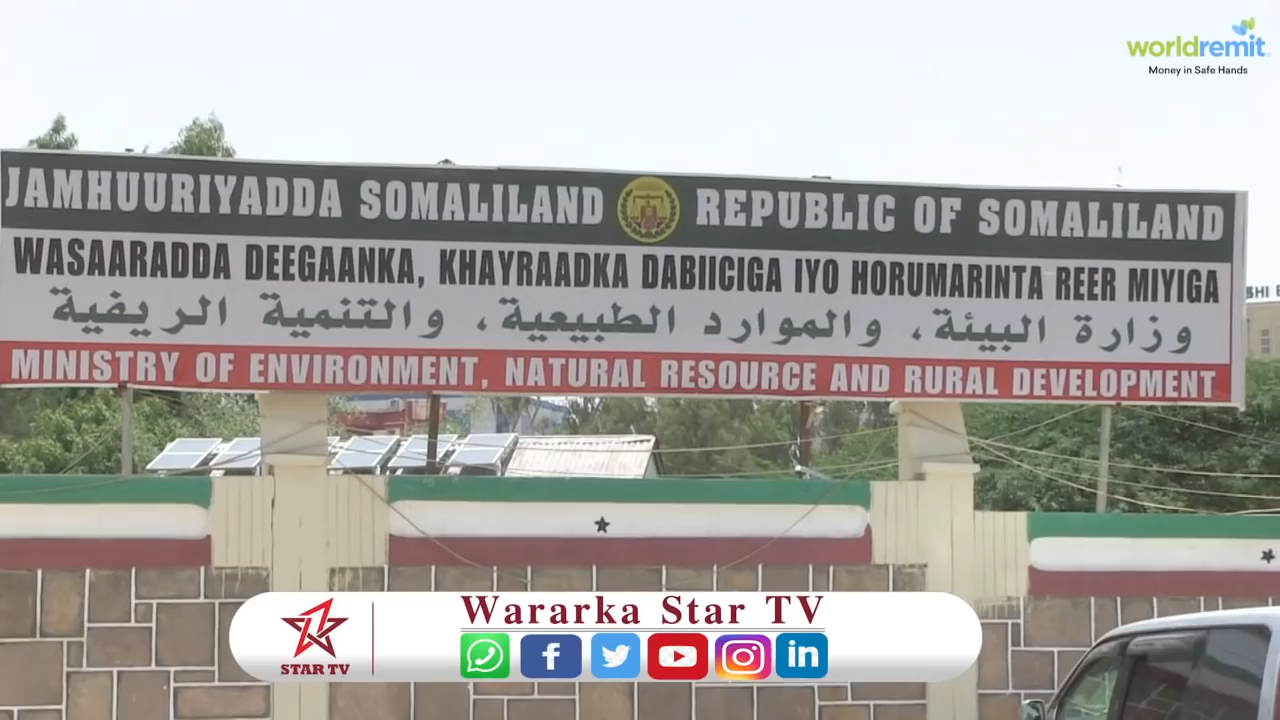 worldremit
Money in Safe Hands
JAMHUURIYADDA SOMALILAND REPUBLIC OF SOMALILAND
WASAARADDA DEEGAANKA, KHAYRAADKA DABIICIGA IYO HORUMARINTA REER MIYIGA
وزارة البيئة، والموارد الطبيعية، والتنمية الريفية
MINISTRY OF ENVIRONMENT, NATURAL RESOURCE AND RURAL DEVELOPMENT
Wararka Star TV
STAR TV